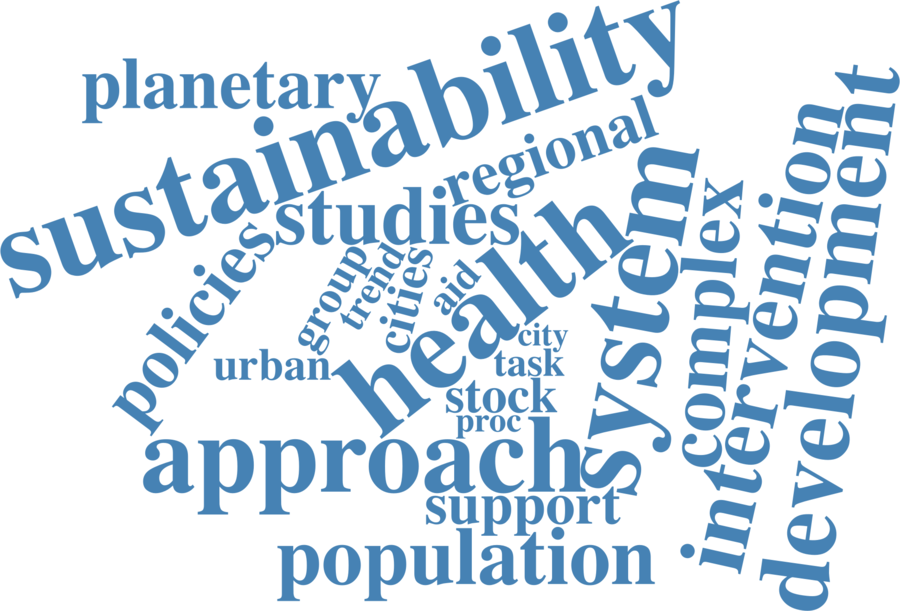 planetary
sustainability
regional
studies
policies
group
trend
cities
aid
health
system
complex
intervention
development
urban
city
task
stock
proc
approach
support
population